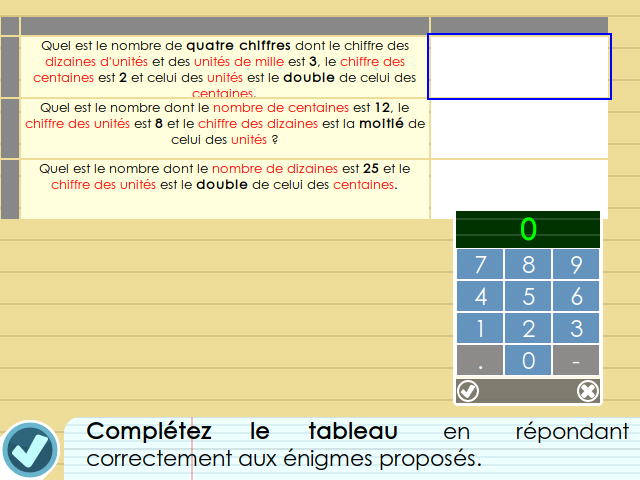 Quel est le nombre de quatre chiffres dont le chiffre des
dizaines d'unités et des unités de mille est 3, le chiffre des
centaines est 2 et celui des unités est le double de celui des
centaines.
Quel est le nombre dont le nombre de centaines est 12, le
chiffre des unités est 8 et le chiffre des dizaines est la moitié de
celui des unités ?
Quel est le nombre dont le nombre de dizaines est 25 et le
chiffre des unités est le double de celui des centaines.
0
7 8 9
4 5 6
1 2 3
. 0 -
Complétez le tableau en répondant
correctement aux énigmes proposés.